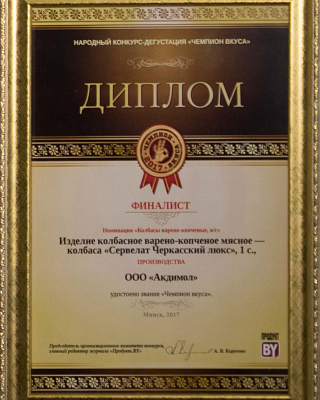 НАРОДНЫЙ КОНКУРС-ДЕГУСТАЦИЯ «ЧЕМПИОН ВКУСА»
ДИПЛОМ
ЧЕМПИОН ВКУСА
2017
ФИНАЛИСТ
Номинация «Колбасы варено-копченые, в/с»
Изделие колбасное варено-копченое мясное —
колбаса «Сервелат Черкасский люкс», 1 с.,
ПРОИЗВОДСТВА
ООО «Акдимол»
удостоено звания «Чемпион вкуса».
Минск, 2017
Председатель организационного комитета конкурса,
главный редактор журнала «Продукт.BY»
А. В.
ПРОДУКТ
BY